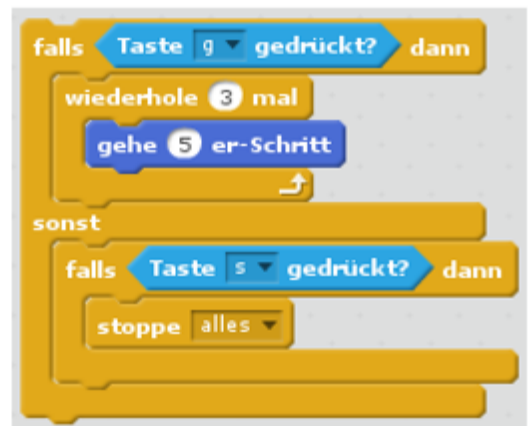 falls Taste g gedrückt? dann
wiederhole 3 mal
gehe 5 er-Schritt
sonst
falls Taste s gedrückt? dann
stoppe alles